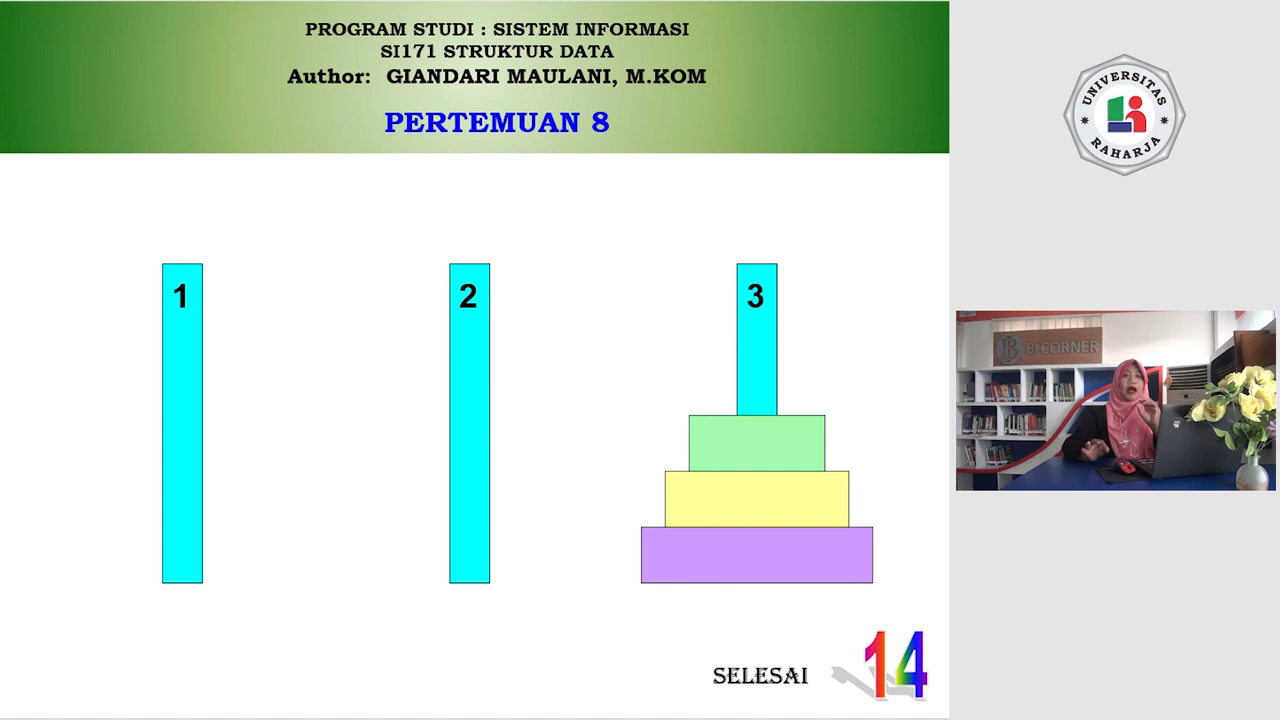 PROGRAM STUDI : SISTEM INFORMASI
SI171 STRUKTUR DATA
Author: GIANDARI MAULANI, M.KOM
PERTEMUAN 8
1
2
3
SELESAI
14
UNIVERSITAS
RAHARJA
BI CORNER